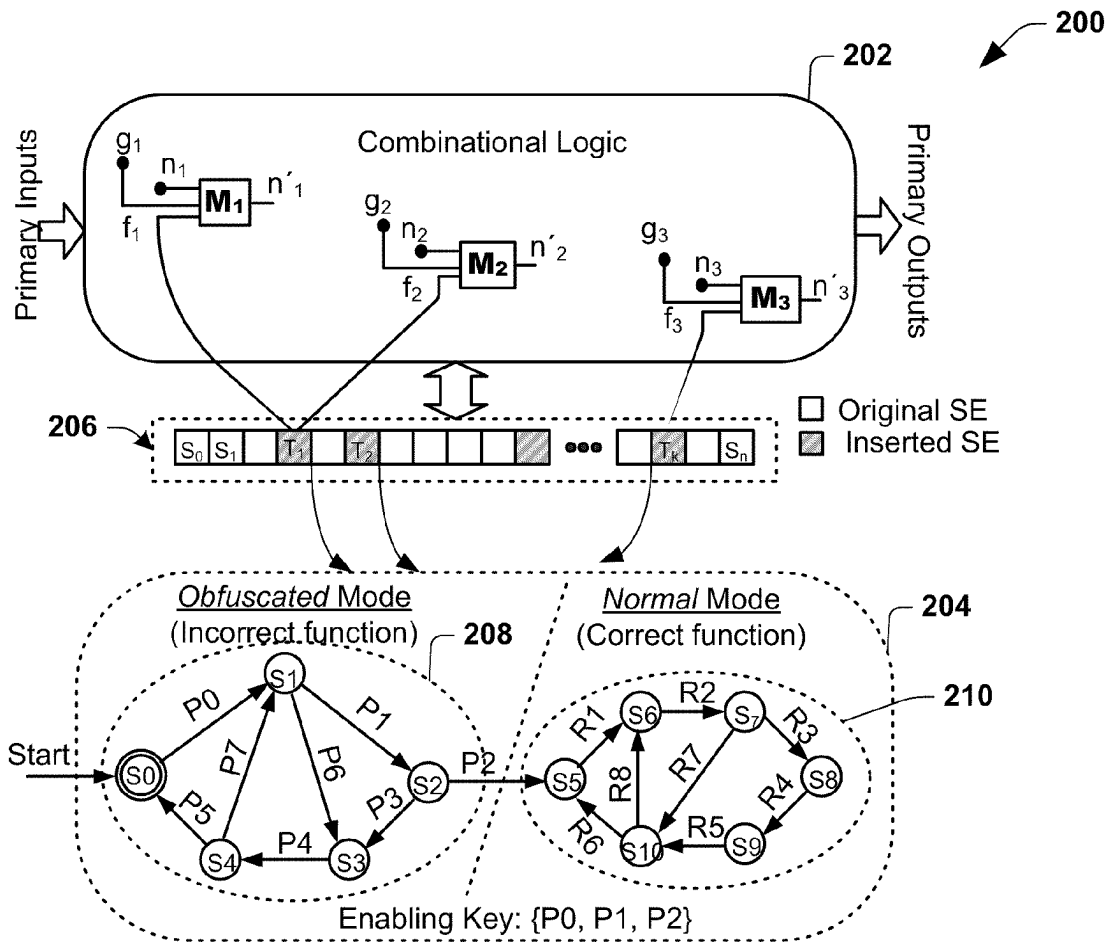 200
202
Combinational Logic
Primary Inputs
Primary Outputs
g1
n1
f1
M1
n´1
g2
n2
f2
M2
n´2
g3
n3
f3
M3
n´3
206
S0 S1 T1 T2 ••• Tk Sn
Original SE
Inserted SE
Obfuscated Mode
(Incorrect function)
208
Normal Mode
(Correct function)
204
210
Start
S0
S1
S2
S3
S4
P0
P1
P2
P3
P4
P5
P6
P7
S5
S6
S7
S8
S9
S10
R1
R2
R3
R4
R5
R6
R7
R8
Enabling Key: {P0, P1, P2}